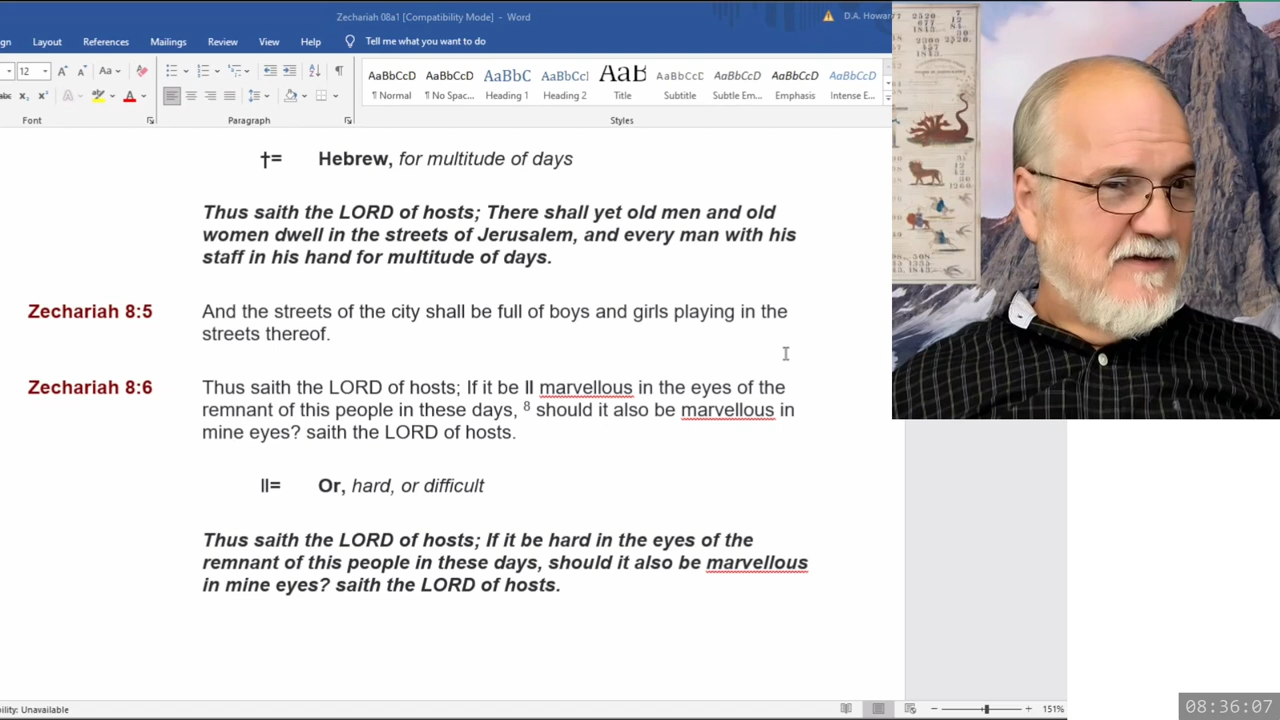 Zechariah 08a1 [Compatibility Mode] - Word
D.A. Howar
gn Layout References Mailings Review View Help Tell me what you want to do
12 Aa
AaBbCcD AaBbCcD AaBbC AaBbCcl AaB AaBbCcD AaBbCcD AaBbCcD AaBbCcD
¶ Normal ¶ No Spac... Heading 1 Heading 2 Title Subtitle Subtle Em... Emphasis Intense E...
Font Paragraph Styles
†= Hebrew, for multitude of days
Thus saith the LORD of hosts; There shall yet old men and old
women dwell in the streets of Jerusalem, and every man with his
staff in his hand for multitude of days.
Zechariah 8:5 And the streets of the city shall be full of boys and girls playing in the
streets thereof.
Zechariah 8:6 Thus saith the LORD of hosts; If it be ǁ marvellous in the eyes of the
remnant of this people in these days, 8 should it also be marvellous in
mine eyes? saith the LORD of hosts.
ǁ= Or, hard, or difficult
Thus saith the LORD of hosts; If it be hard in the eyes of the
remnant of this people in these days, should it also be marvellous
in mine eyes? saith the LORD of hosts.
bility: Unavailable
151%
08:36:07
2520
677
1843